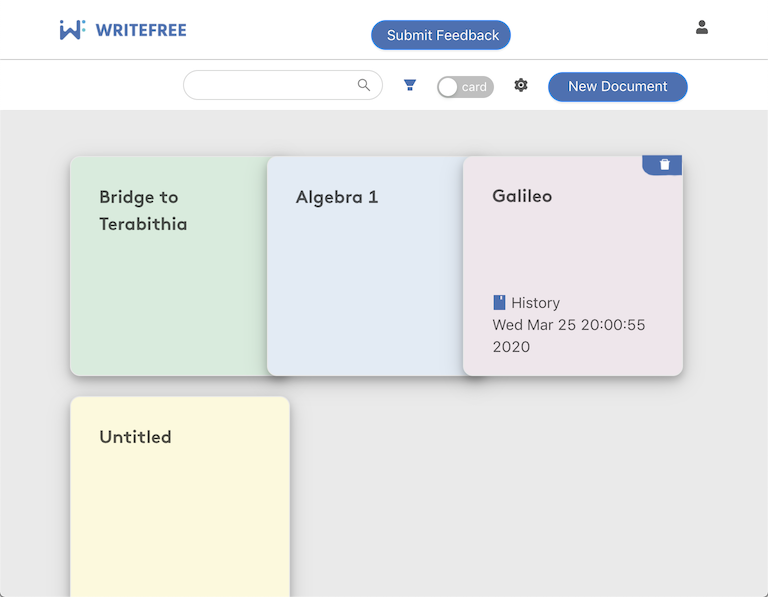 WRITEFREE
Submit Feedback
card
New Document
Bridge to
Terabithia
Algebra 1
Galileo
History
Wed Mar 25 20:00:55
2020
Untitled